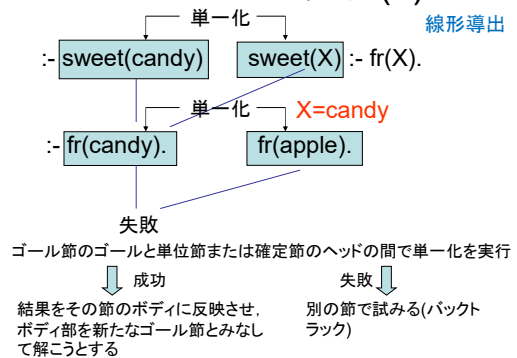 単一化
線形導出
:- sweet(candy) sweet(X) :- fr(X).
単一化 X=candy
:- fr(candy). fr(apple).
失敗
ゴール節のゴールと単位節または確定節のヘッドの間で単一化を実行
成功 失敗
結果をその節のボディに反映させ, 別の節で試みる(バックト
ボディ部を新たなゴール節とみなし ラック)
て解こうとする